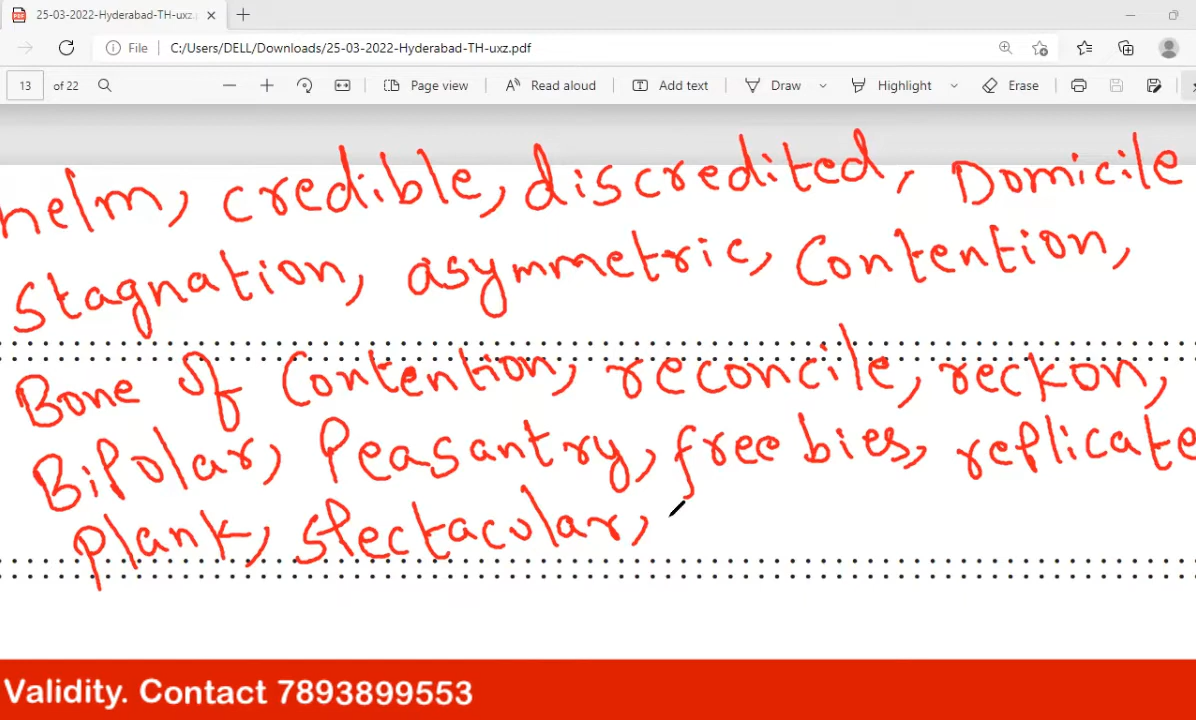 25-03-2022-Hyderabad-TH-uxz.
File C:/Users/DELL/Downloads/25-03-2022-Hyderabad-TH-uxz.pdf
13 of 22 Page view Read aloud Add text Draw Highlight Erase
helm, credible, discredited, Domicile
stagnation, asymmetric, Contention,
Bone of Contention, reconcile, reckon,
Bipolar, Peasantry, free bies, replicate
plank, spectacular,
Validity. Contact 7893899553